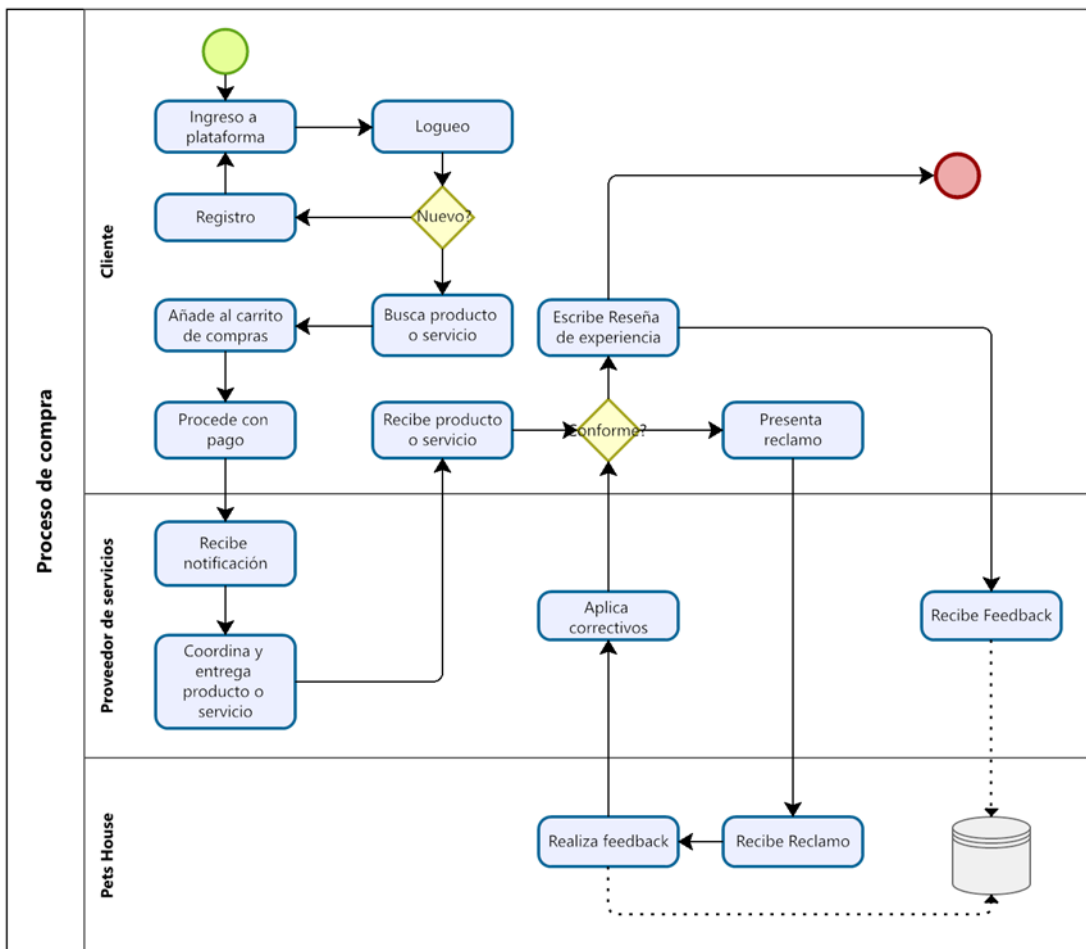 Proceso de compra
Cliente
Ingreso a
plataforma
Logueo
Registro
Nuevo?
Añade al carrito
de compras
Busca producto
o servicio
Escribe Reseña
de experiencia
Procede con
pago
Recibe producto
o servicio
Conforme?
Presenta
reclamo
Proveedor de servicios
Recibe
notificación
Aplica
correctivos
Recibe Feedback
Coordina y
entrega
producto o
servicio
Pets House
Realiza feedback
Recibe Reclamo